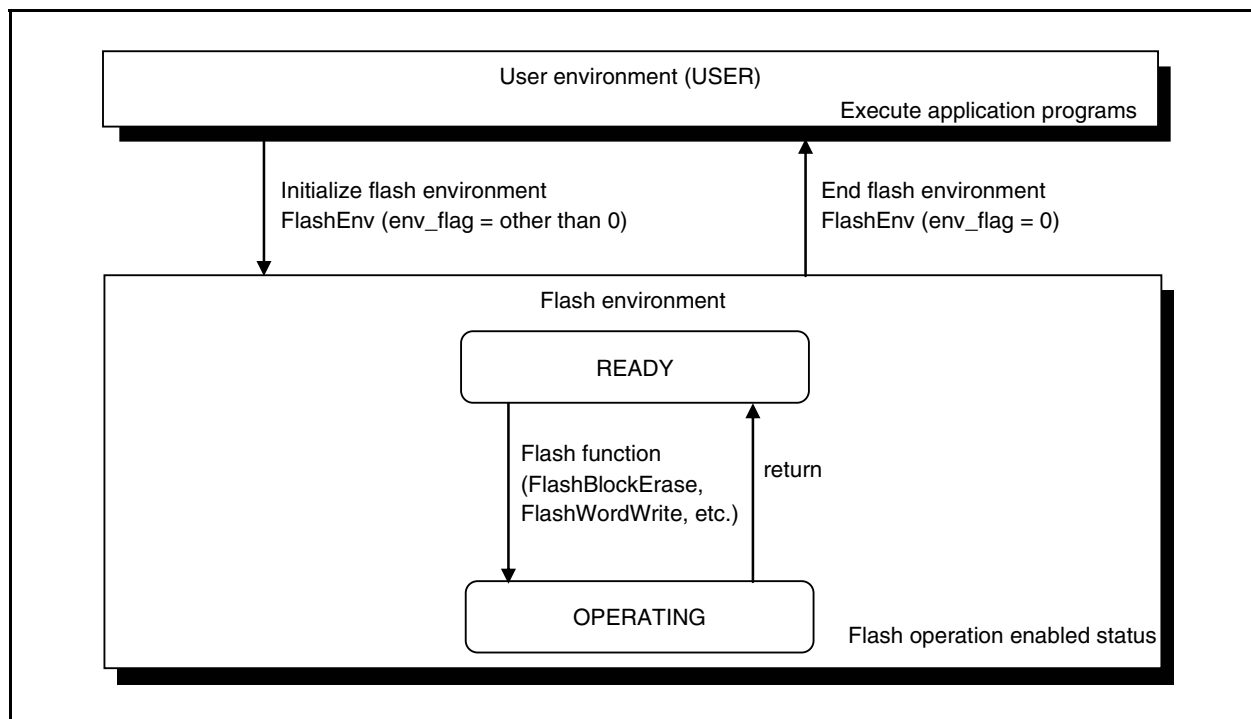 User environment (USER)
Execute application programs
Initialize flash environment
FlashEnv (env_flag = other than 0)
End flash environment
FlashEnv (env_flag = 0)
Flash environment
READY
Flash function
(FlashBlockErase,
FlashWordWrite, etc.)
return
OPERATING
Flash operation enabled status